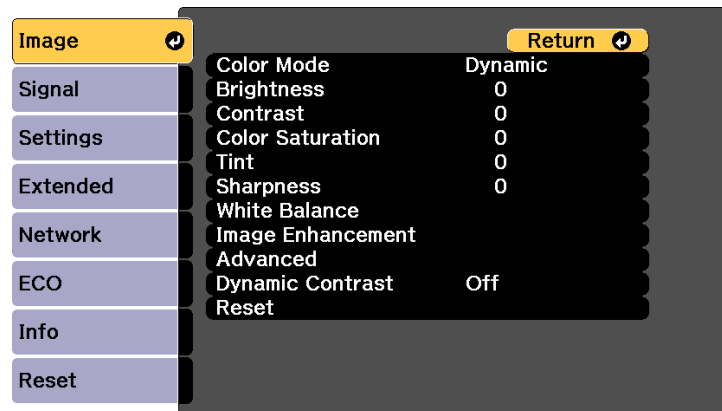 Image
Signal
Settings
Extended
Network
ECO
Info
Reset
Return
Color Mode Dynamic
Brightness 0
Contrast 0
Color Saturation 0
Tint 0
Sharpness 0
White Balance
Image Enhancement
Advanced
Dynamic Contrast Off
Reset